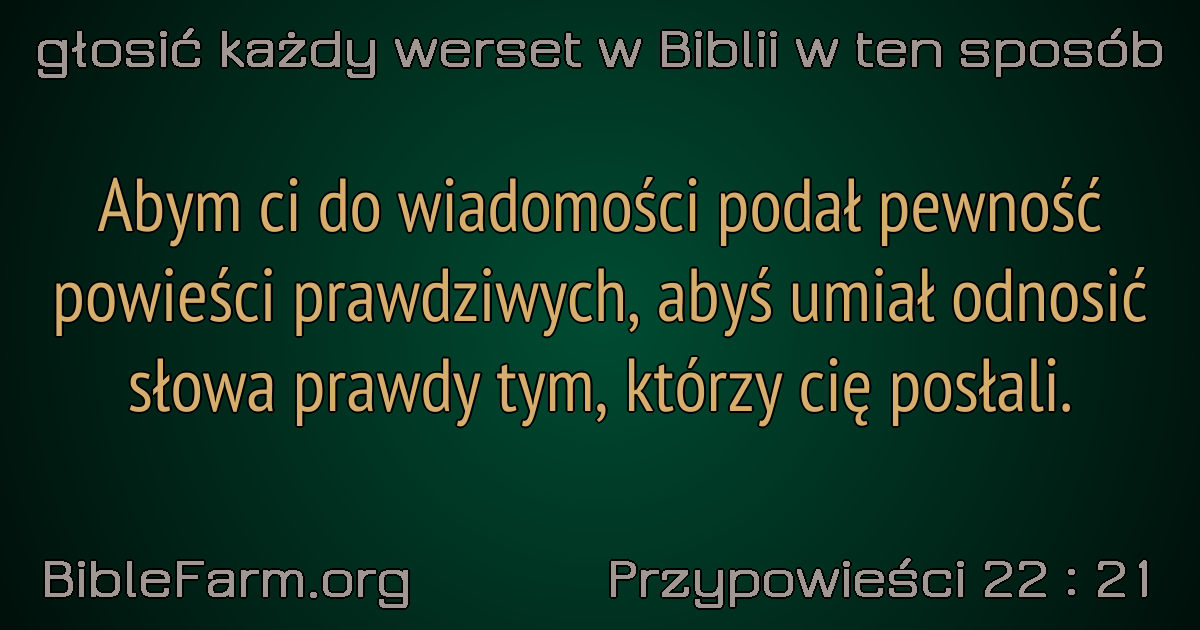 głosić każdy werset w Biblii w ten sposób
Abym ci do wiadomości podał pewność
powieści prawdziwych, abyś umiał odnosić
słowa prawdy tym, którzy cię posłali.
BibleFarm.org
Przypowieści 22 : 21